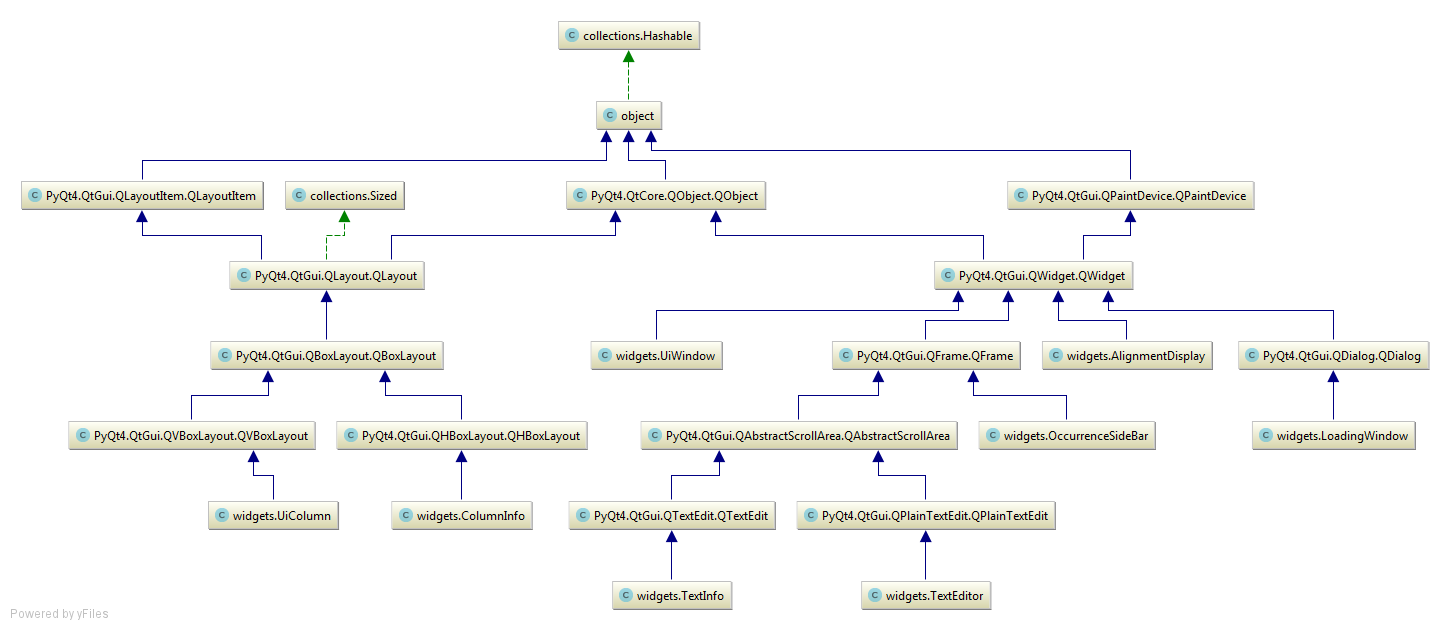 C collections.Hashable
C object
C PyQt4.QtGui.QLayoutItem.QLayoutItem
C collections.Sized
C PyQt4.QtCore.QObject.QObject
C PyQt4.QtGui.QPaintDevice.QPaintDevice
C PyQt4.QtGui.QLayout.QLayout
C PyQt4.QtGui.QWidget.QWidget
C PyQt4.QtGui.QBoxLayout.QBoxLayout
C widgets.UiWindow
C PyQt4.QtGui.QFrame.QFrame
C widgets.AlignmentDisplay
C PyQt4.QtGui.QDialog.QDialog
C PyQt4.QtGui.QVBoxLayout.QVBoxLayout
C PyQt4.QtGui.QHBoxLayout.QHBoxLayout
C PyQt4.QtGui.QAbstractScrollArea.QAbstractScrollArea
C widgets.OccurrenceSideBar
C widgets.LoadingWindow
C widgets.UiColumn
C widgets.ColumnInfo
C PyQt4.QtGui.QTextEdit.QTextEdit
C PyQt4.QtGui.QPlainTextEdit.QPlainTextEdit
C widgets.TextInfo
C widgets.TextEditor
Powered by yFiles